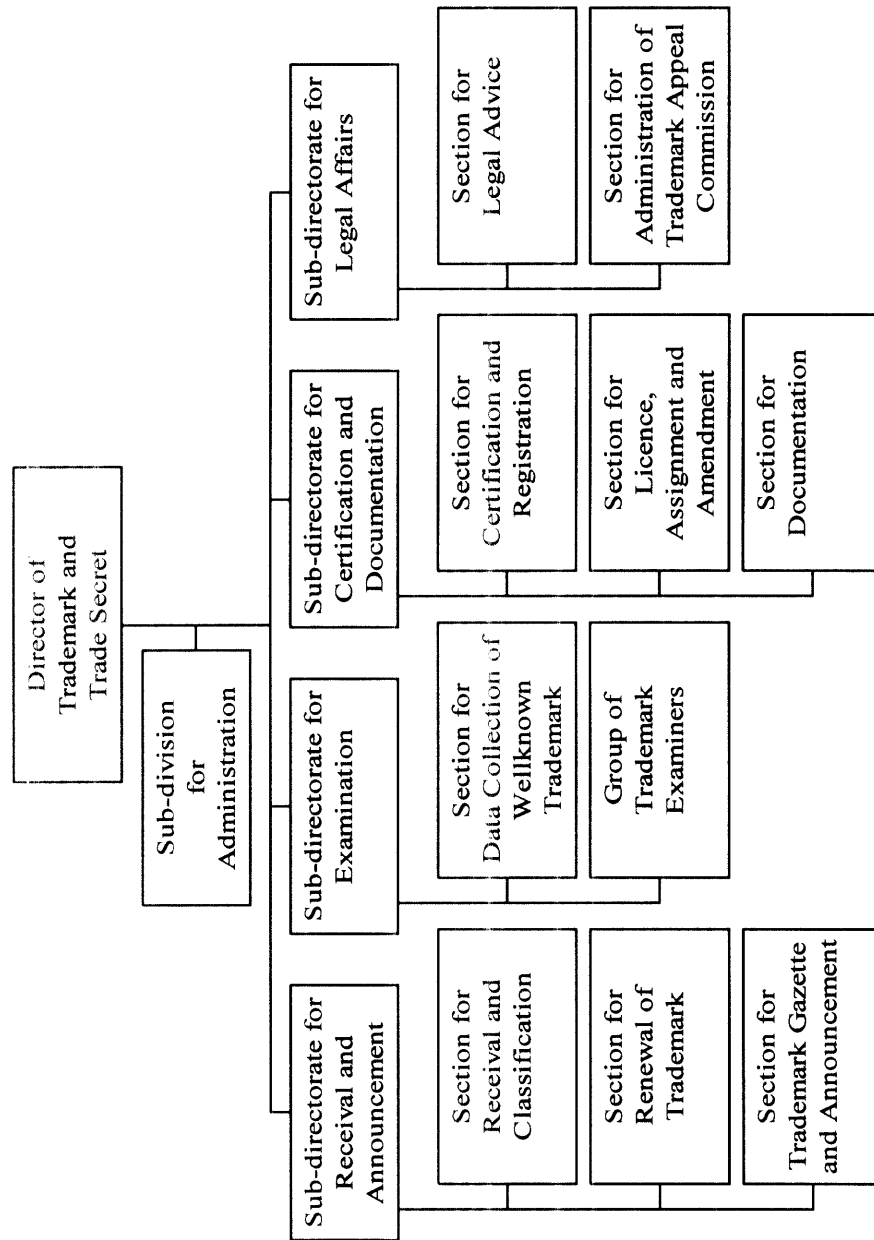 Director of
Trademark and
Trade Secret
Sub-division
for
Administration
Sub-directorate for
Receival and
Announcement
Sub-directorate for
Examination
Sub-directorate for
Certification and
Documentation
Sub-directorate for
Legal Affairs
Section for
Receival and
Classification
Section for
Renewal of
Trademark
Section for
Trademark Gazette
and Announcement
Section for
Data Collection of
Wellknown
Trademark
Group of
Trademark
Examiners
Section for
Certification and
Registration
Section for
Licence,
Assignment and
Amendment
Section for
Documentation
Section for
Legal Advice
Section for
Administration of
Trademark Appeal
Commission